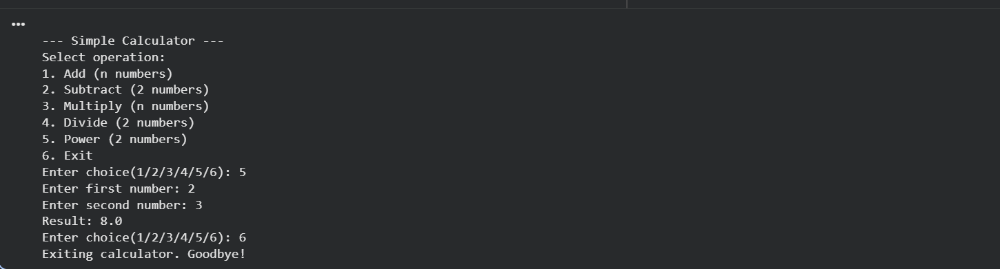 --- Simple Calculator ---
Select operation:
1. Add (n numbers)
2. Subtract (2 numbers)
3. Multiply (n numbers)
4. Divide (2 numbers)
5. Power (2 numbers)
6. Exit
Enter choice(1/2/3/4/5/6): 5
Enter first number: 2
Enter second number: 3
Result: 8.0
Enter choice(1/2/3/4/5/6): 6
Exiting calculator. Goodbye!